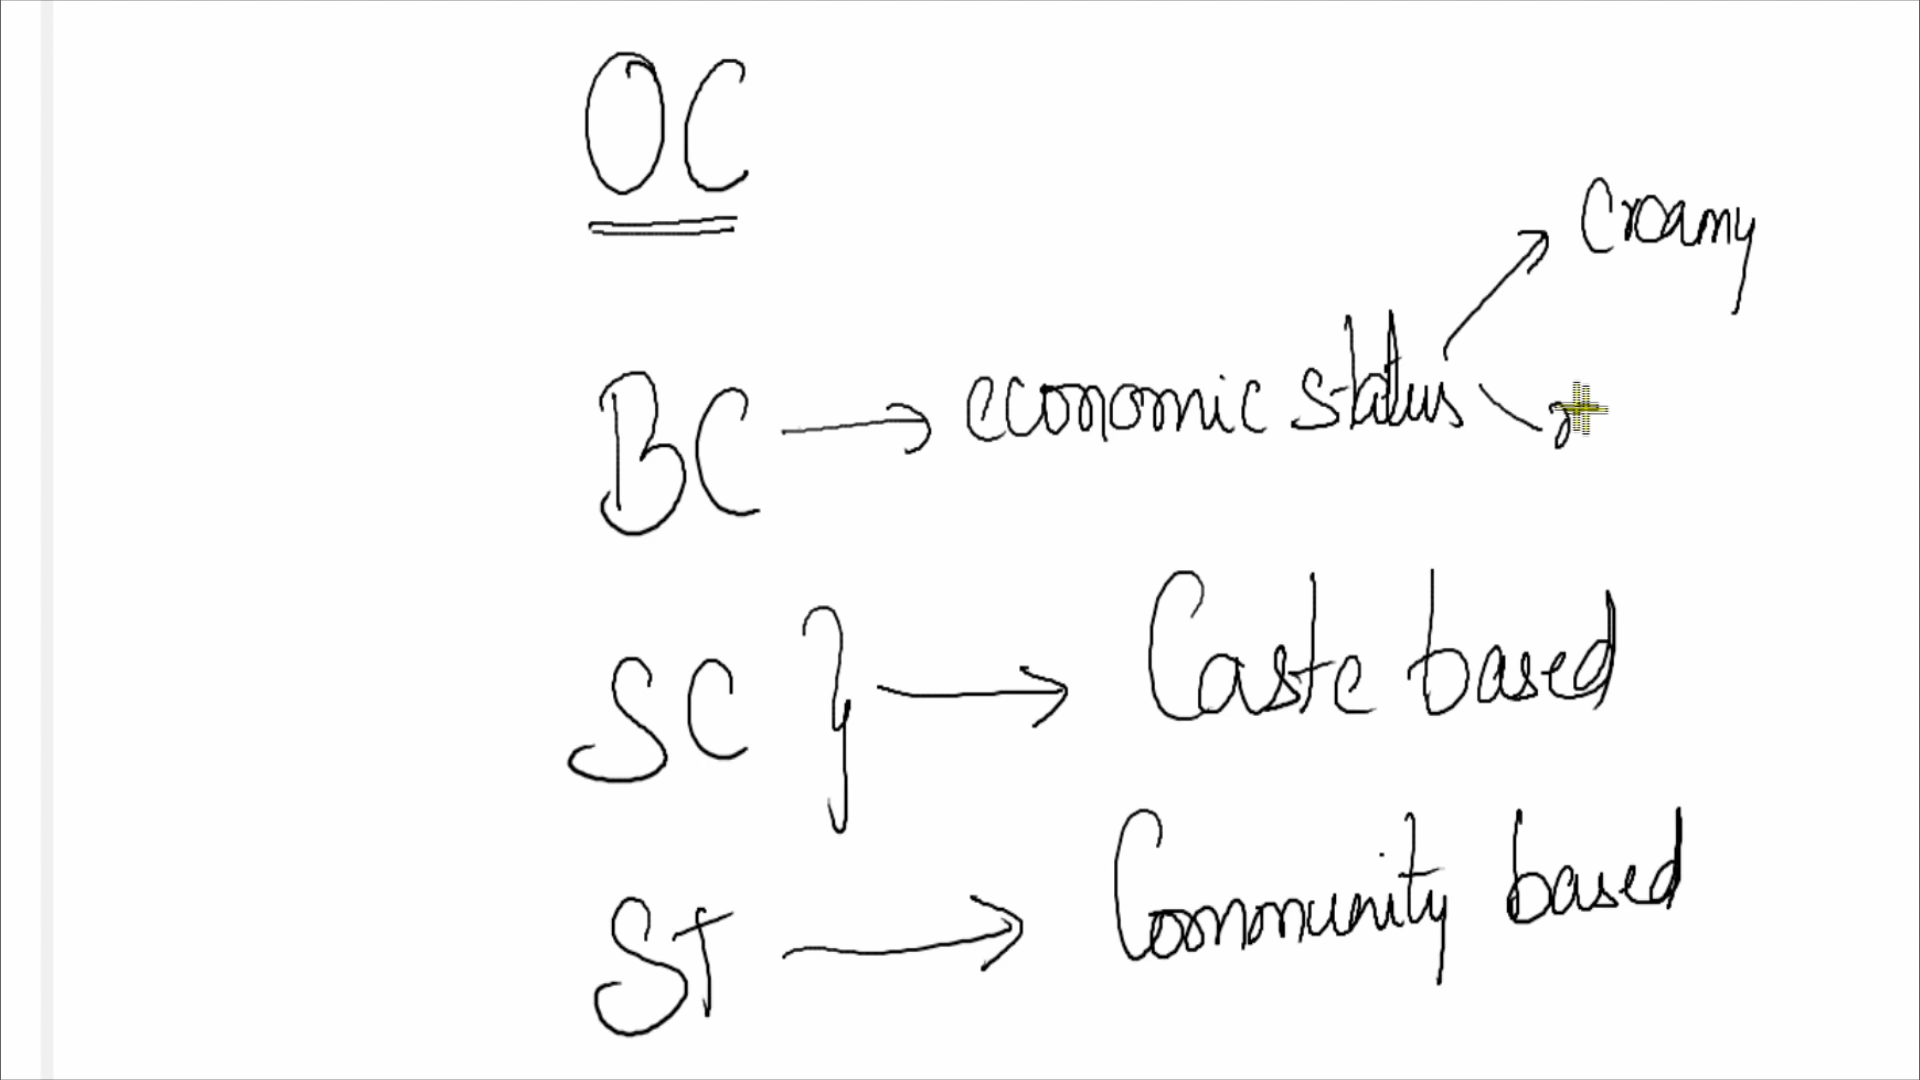 OC
Creamy
BC → economic status
SC } → Caste based
ST → Community based